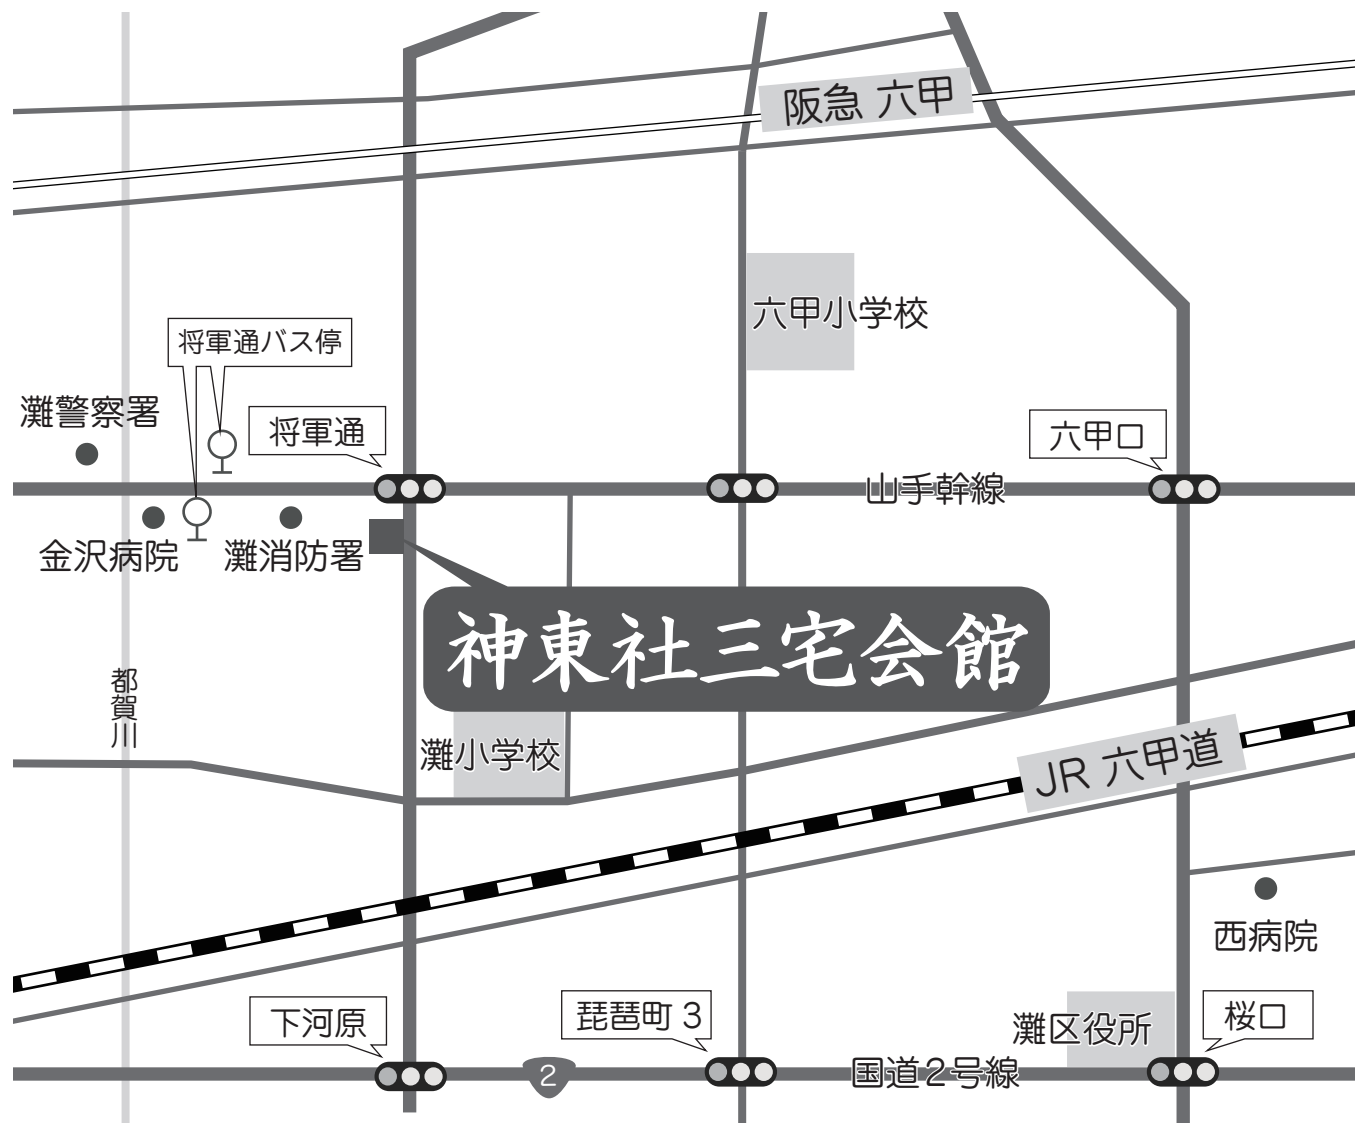 阪急 六甲
六甲小学校
将軍通バス停
灘警察署
将軍通
六甲口
山手幹線
金沢病院
灘消防署
神東社三宅会館
都賀川
灘小学校
JR 六甲道
西病院
下河原
琵琶町 3
灘区役所
桜口
国道2号線
2